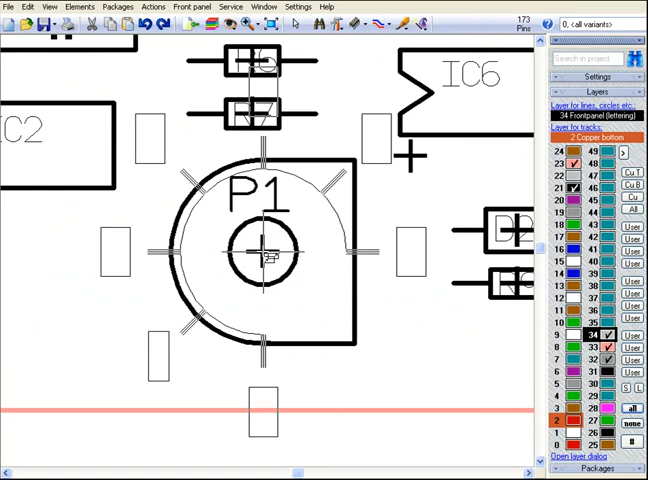 File Edit View Elements Packages Actions Front panel Service Window Settings Help
173
Pins
0, <all variants>
Search in project
Settings
Layers
Layer for lines, circles etc.:
34 Frontpanel (lettering)
Layer for tracks:
2 Copper bottom
24 49
23 48
22 47
21 46
20 45
19 44
18 43
17 42
16 41
15 40
14 39
13 38
12 37
11 36
10 35
9 34
8 33
7 32
6 31
5 30
4 29
3 28
2 27
1 26
0 25
>
Cu T
Cu B
Cu
All
User
User
User
User
User
User
User
User
User
S L
all
none
#
Open layer dialog
Packages
IC2
IC6
P1